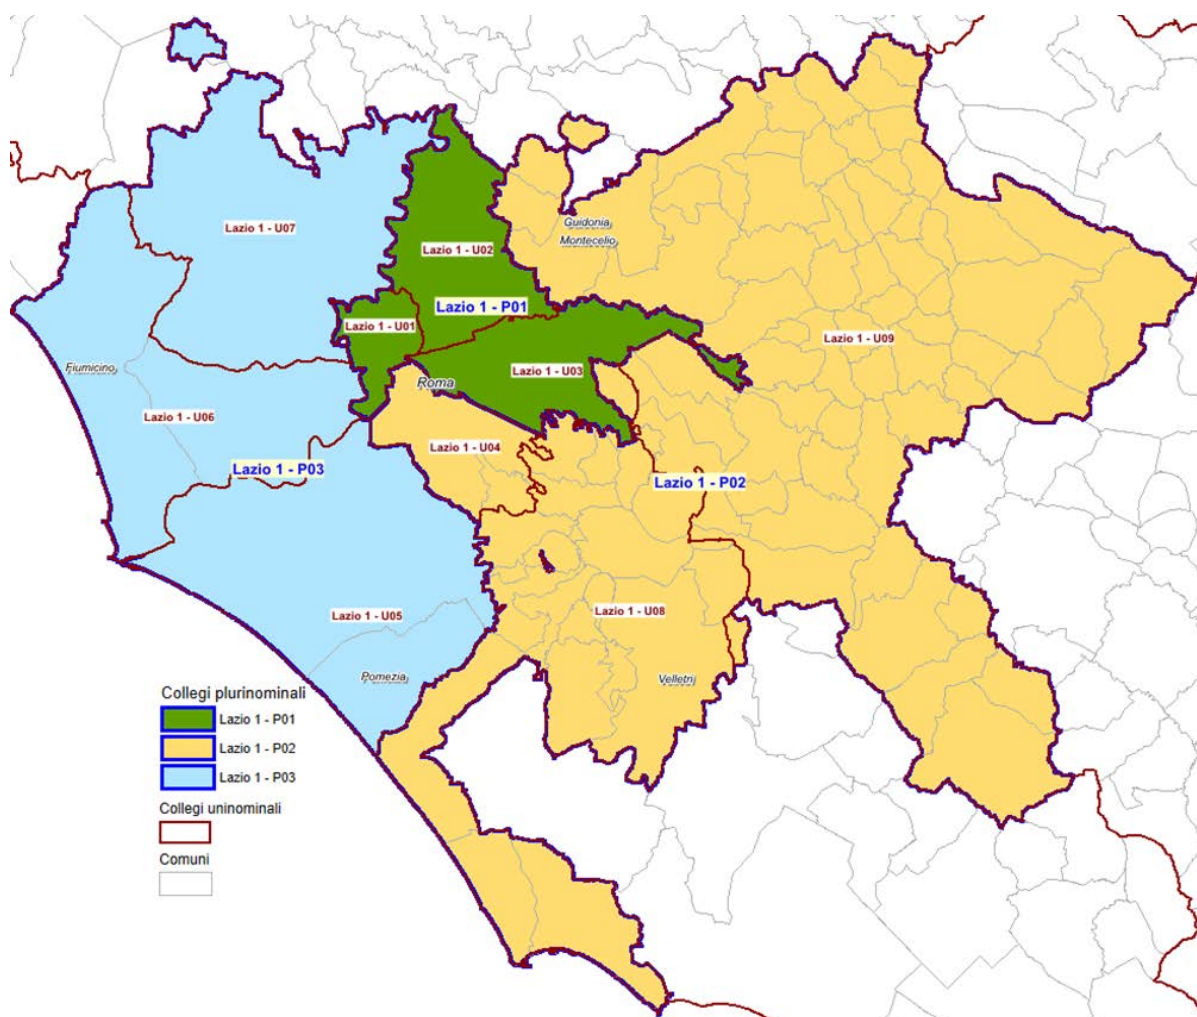 Lazio 1 - U07
Guidonia
Montecelio
Lazio 1 - U02
Lazio 1 - P01
Lazio 1 - U01
Lazio 1 - U09
Fiumicino
Lazio 1 - U03
Roma
Lazio 1 - U06
Lazio 1 - U04
Lazio 1 - P03
Lazio 1 - P02
Lazio 1 - U05
Lazio 1 - U08
Pomezia
Velletri
Collegi plurinominali
Lazio 1 - P01
Lazio 1 - P02
Lazio 1 - P03
Collegi uninominali
Comuni